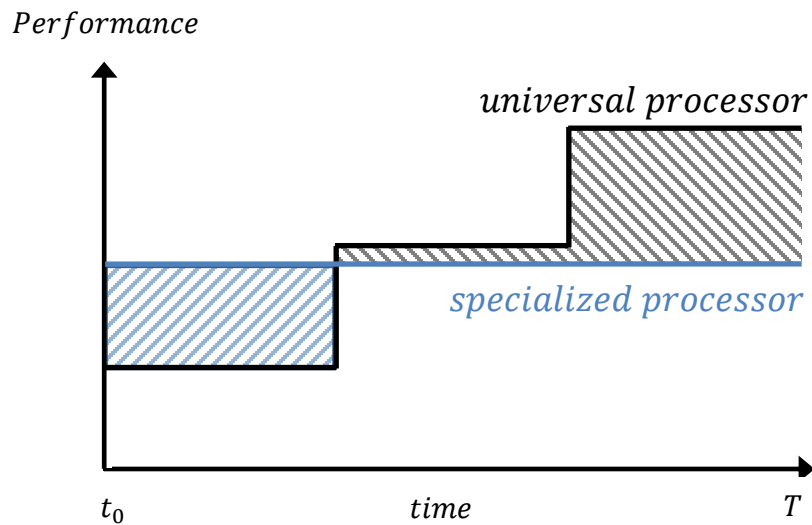 Performance
universal processor
specialized processor
t₀ time T